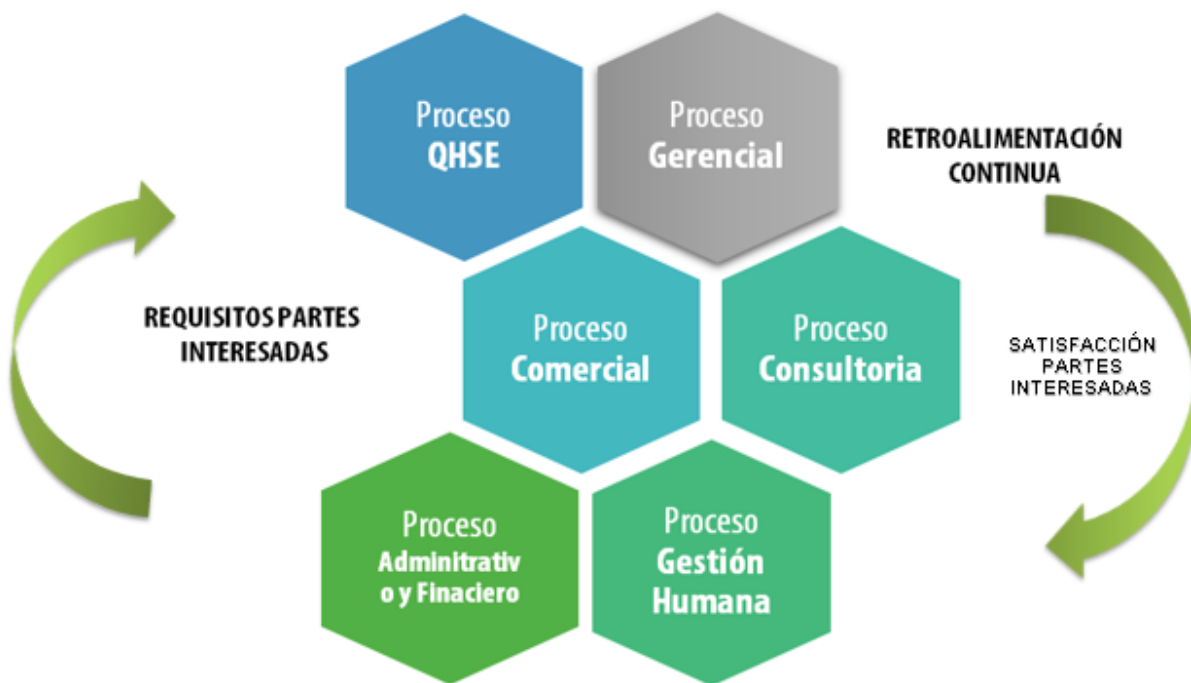 Proceso
QHSE
Proceso
Gerencial
RETROALIMENTACIÓN
CONTINUA
REQUISITOS PARTES
INTERESADAS
Proceso
Comercial
Proceso
Consultoria
SATISFACCIÓN
PARTES
INTERESADAS
Proceso
Adminitrativ
o y Finaciero
Proceso
Gestión
Humana